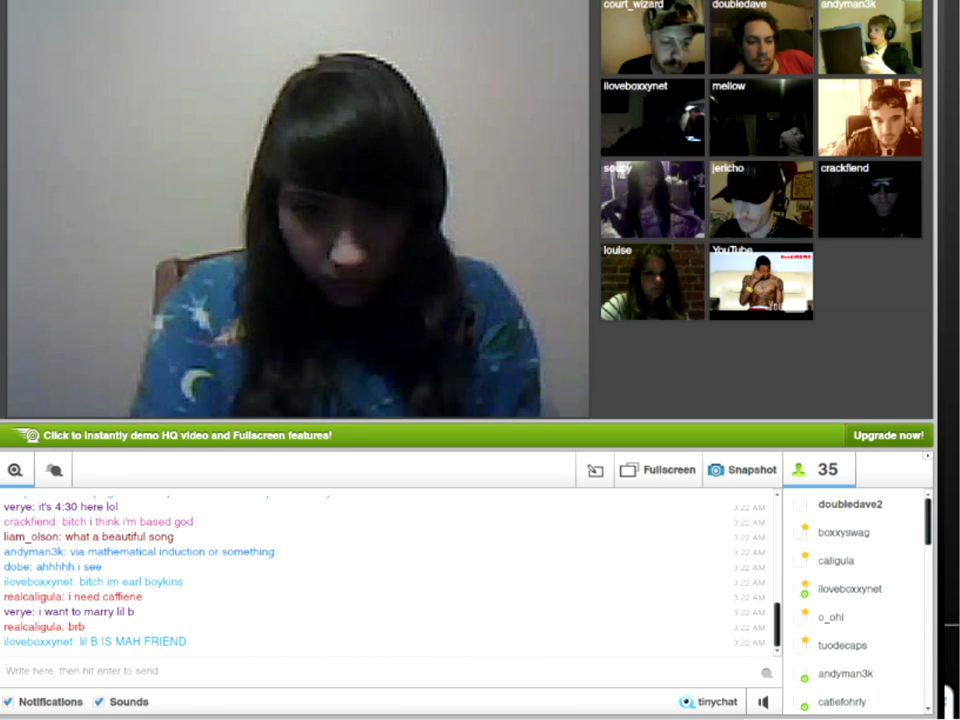 court_wizard
doubledave
andyman3k
iloveboxxynet
mellow
soupy
jericho
crackfiend
louise
YouTube
Click to instantly demo HQ video and Fullscreen features!
Upgrade now!
Fullscreen
Snapshot
35
verye: it's 4:30 here lol 3:22 AM
crackfiend: bitch i think i'm based god 3:22 AM
liam_olson: what a beautiful song 3:22 AM
andyman3k: via mathematical induction or something 3:22 AM
dobe: ahhhhh i see 3:22 AM
iloveboxxynet: bitch im earl boykins 3:22 AM
realcaligula: i need caffiene 3:22 AM
verye: i want to marry lil b 3:22 AM
realcaligula: brb 3:22 AM
iloveboxxynet: lil B IS MAH FRIEND 3:22 AM
Write here, then hit enter to send
Notifications
Sounds
tinychat
doubledave2
boxxyswag
caligula
iloveboxxynet
o_ohi
tuodecaps
andyman3k
catiefohrly